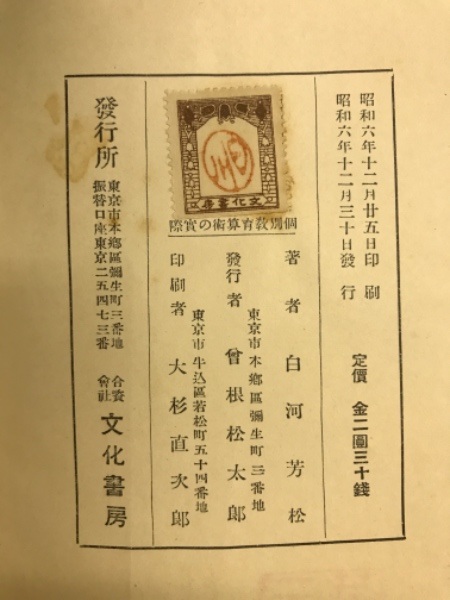 昭和六年十二月廿五日印刷
昭和六年十二月三十日發行
定價 金二圓三十錢
個別敎育算術の實際
著者 白河芳松
東京市本鄕區彌生町三番地
發行者 曾根松太郞
東京市牛込區若松町五十四番地
印刷者 大杉直次郞
發行所
東京市本鄕區彌生町三番地
振替口座東京二五四七三番
合資會社 文化書房
房書化文